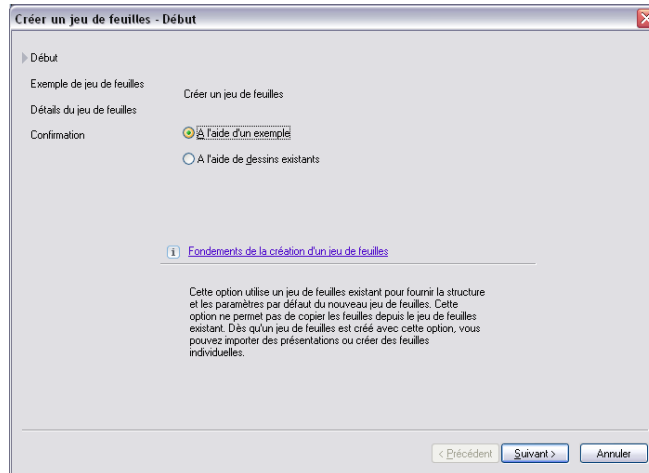 Créer un jeu de feuilles - Début
Début
Exemple de jeu de feuilles
Détails du jeu de feuilles
Confirmation
Créer un jeu de feuilles
A l'aide d'un exemple
A l'aide de dessins existants
Fondements de la création d'un jeu de feuilles
Cette option utilise un jeu de feuilles existant pour fournir la structure
et les paramètres par défaut du nouveau jeu de feuilles. Cette
option ne permet pas de copier les feuilles depuis le jeu de feuilles
existant. Dès qu'un jeu de feuilles est créé avec cette option, vous
pouvez importer des présentations ou créer des feuilles
individuelles.
< Précédent
Suivant >
Annuler